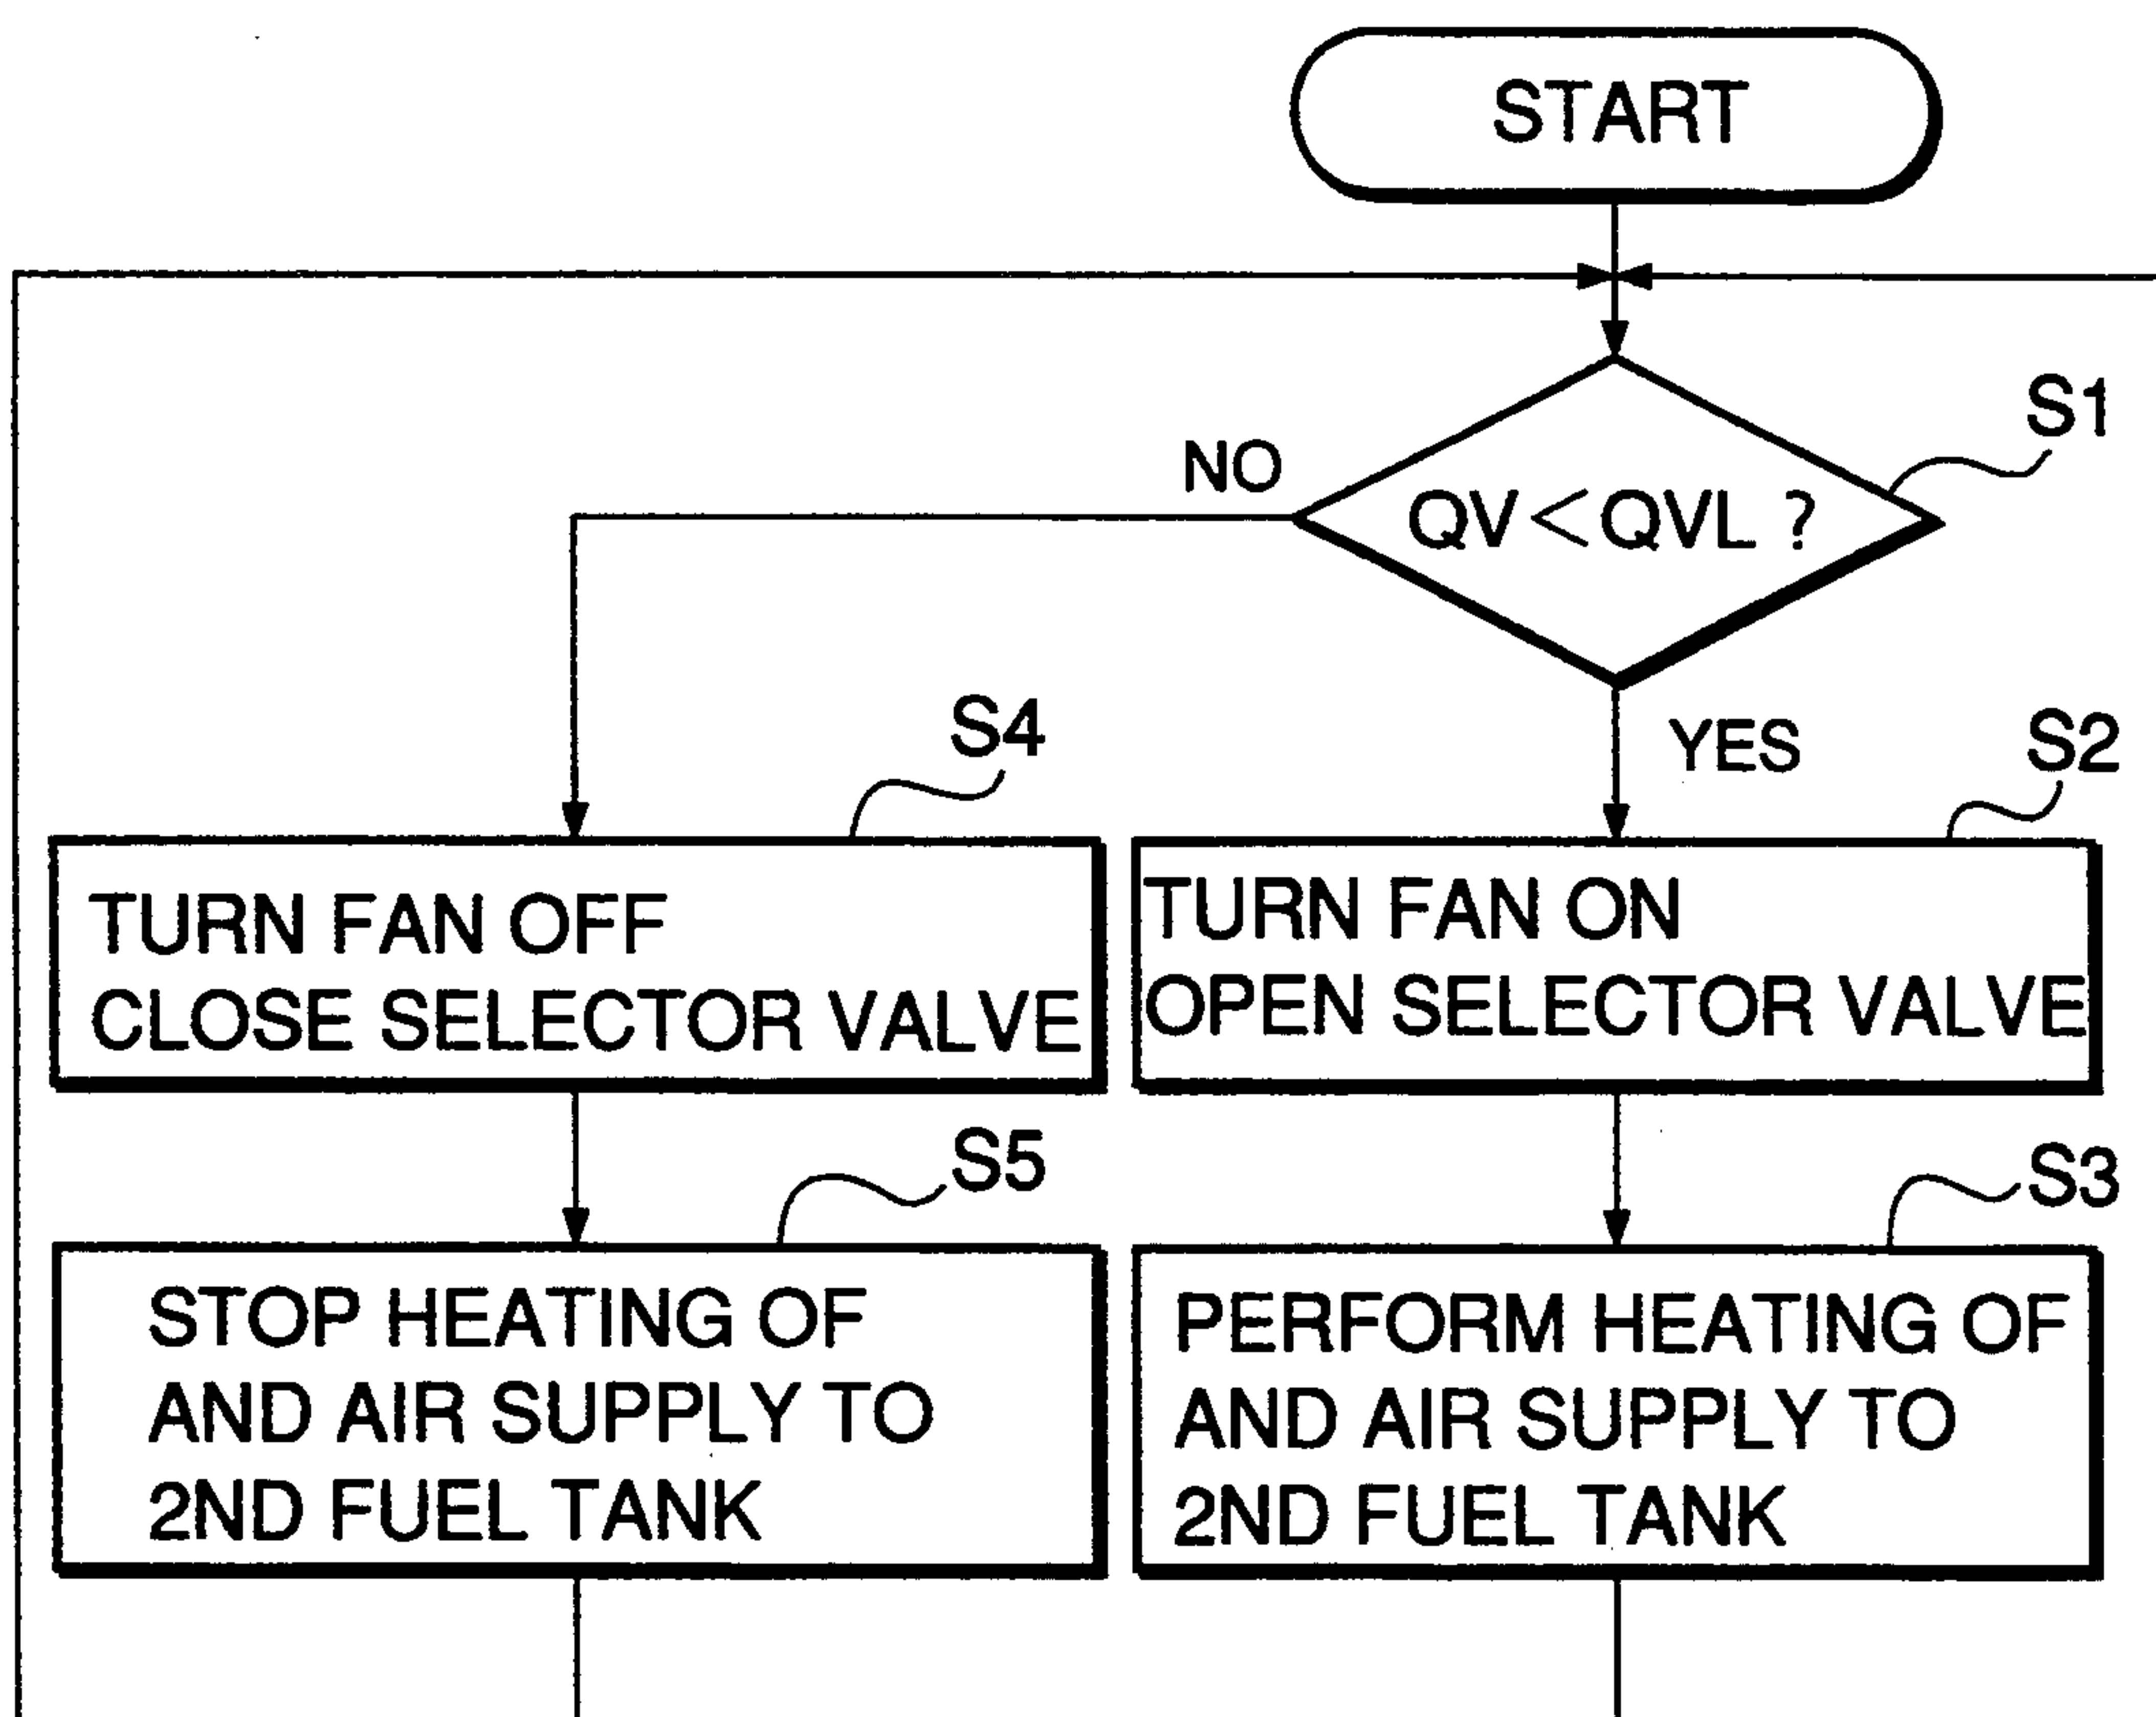 START
S1
NO
QV<QVL ?
YES
S4
S2
TURN FAN OFF
CLOSE SELECTOR VALVE
TURN FAN ON
OPEN SELECTOR VALVE
S5
S3
STOP HEATING OF
AND AIR SUPPLY TO
2ND FUEL TANK
PERFORM HEATING OF
AND AIR SUPPLY TO
2ND FUEL TANK